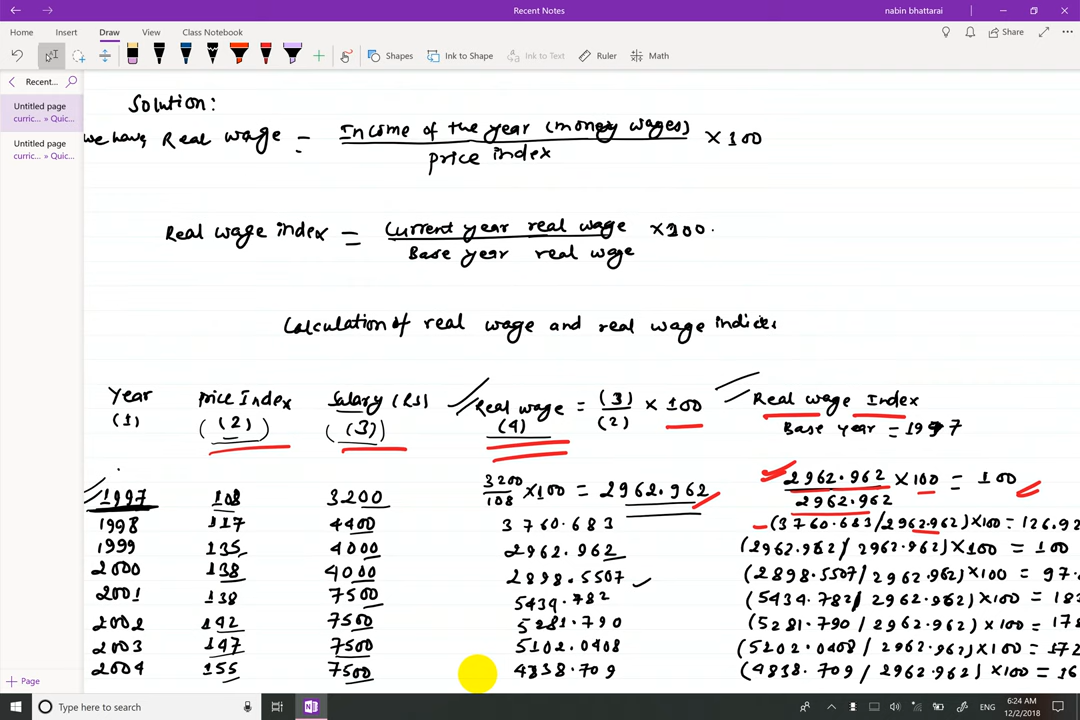 Recent Notes
nabin bhattarai
Home Insert Draw View Class Notebook
Share
Shapes Ink to Shape Ink to Text Ruler Math
Recent...
Untitled page
curric... » Quic...
Untitled page
curric... » Quic...
Solution:
we have, Real wage = Income of the year (money wages) / price index ×100
Real wage index = Current year real wage / Base year real wage ×100.
Calculation of real wage and real wage indices
Year (1) Price Index (2) Salary (RS) (3) Real wage (4) = (3)/(2) × 100 Real wage Index
Base year = 1997
1997 108 3200 3200/108 ×100 = 2962.962 2962.962/2962.962 ×100 = 100
1998 117 4400 3760.683 (3760.683/2962.962)×100 = 126.92
1999 135 4000 2962.962 (2962.962/2962.962)×100 = 100
2000 138 4000 2898.5507 (2898.5507/2962.962)×100 = 97.
2001 138 7500 5434.782 (5434.782/2962.962)×100 = 18
2002 142 7500 5281.790 (5281.790/2962.962)×100 = 178
2003 147 7500 5102.0408 (5202.0408/2962.962)×100 = 172
2004 155 7500 4838.709 (4838.709/2962.962)×100 = 16
Page
Type here to search
ENG
6:24 AM
12/2/2018